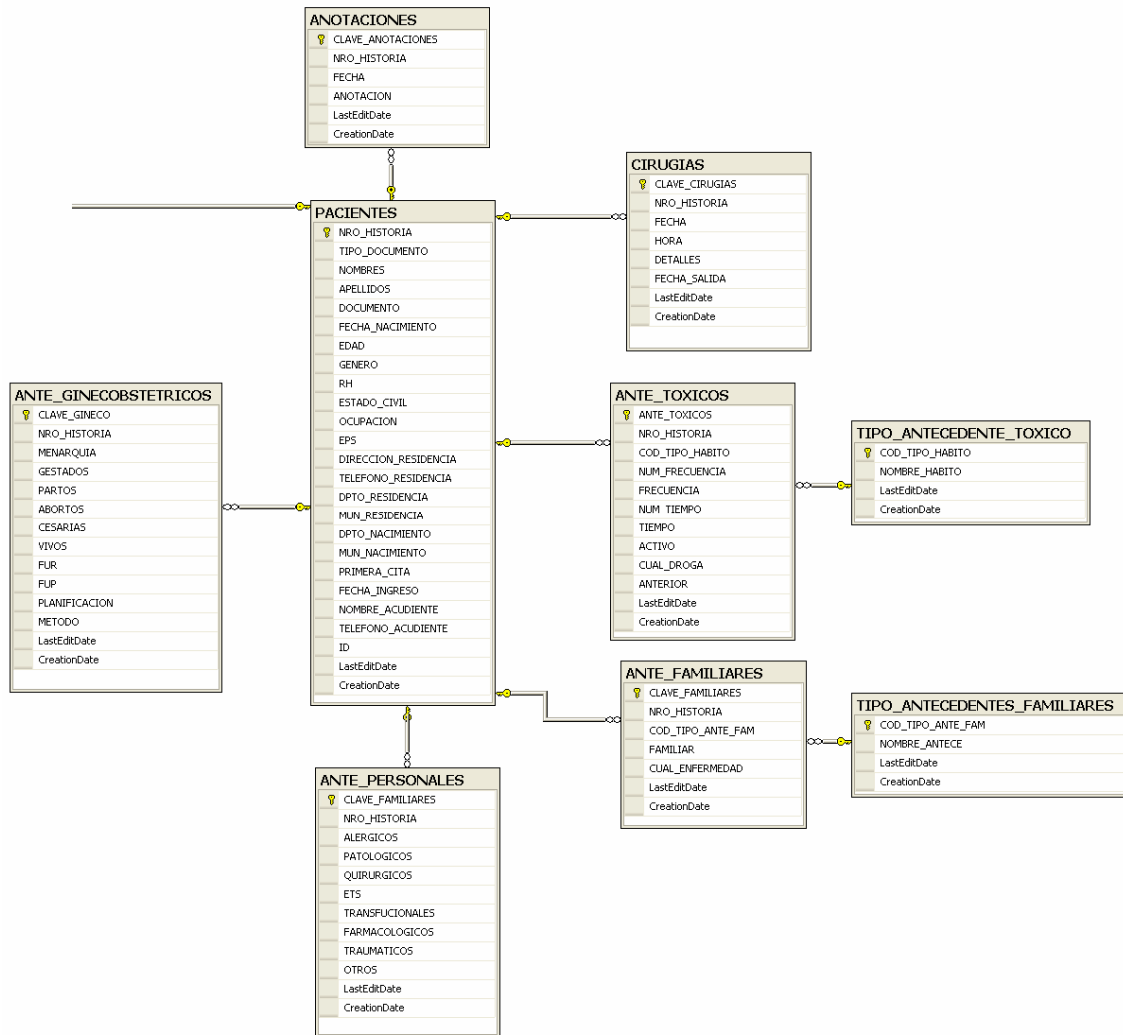 ANOTACIONES
CLAVE_ANOTACIONES
NRO_HISTORIA
FECHA
ANOTACION
LastEditDate
CreationDate
CIRUGIAS
CLAVE_CIRUGIAS
NRO_HISTORIA
FECHA
HORA
DETALLES
FECHA_SALIDA
LastEditDate
CreationDate
PACIENTES
NRO_HISTORIA
TIPO_DOCUMENTO
NOMBRES
APELLIDOS
DOCUMENTO
FECHA_NACIMIENTO
EDAD
GENERO
RH
ESTADO_CIVIL
OCUPACION
EPS
DIRECCION_RESIDENCIA
TELEFONO_RESIDENCIA
DPTO_RESIDENCIA
MUN_RESIDENCIA
DPTO_NACIMIENTO
MUN_NACIMIENTO
PRIMERA_CITA
FECHA_INGRESO
NOMBRE_ACUDIENTE
TELEFONO_ACUDIENTE
ID
LastEditDate
CreationDate
ANTE_GINECOBSTETRICOS
CLAVE_GINECO
NRO_HISTORIA
MENARQUIA
GESTADOS
PARTOS
ABORTOS
CESARIAS
VIVOS
FUR
FUP
PLANIFICACION
METODO
LastEditDate
CreationDate
ANTE_TOXICOS
ANTE_TOXICOS
NRO_HISTORIA
COD_TIPO_HABITO
NUM_FRECUENCIA
FRECUENCIA
NUM_TIEMPO
TIEMPO
ACTIVO
CUAL_DROGA
ANTERIOR
LastEditDate
CreationDate
TIPO_ANTECEDENTE_TOXICO
COD_TIPO_HABITO
NOMBRE_HABITO
LastEditDate
CreationDate
ANTE_FAMILIARES
CLAVE_FAMILIARES
NRO_HISTORIA
COD_TIPO_ANTE_FAM
FAMILIAR
CUAL_ENFERMEDAD
LastEditDate
CreationDate
TIPO_ANTECEDENTES_FAMILIARES
COD_TIPO_ANTE_FAM
NOMBRE_ANTECE
LastEditDate
CreationDate
ANTE_PERSONALES
CLAVE_FAMILIARES
NRO_HISTORIA
ALERGICOS
PATOLOGICOS
QUIRURGICOS
ETS
TRANSFUCIONALES
FARMACOLOGICOS
TRAUMATICOS
OTROS
LastEditDate
CreationDate